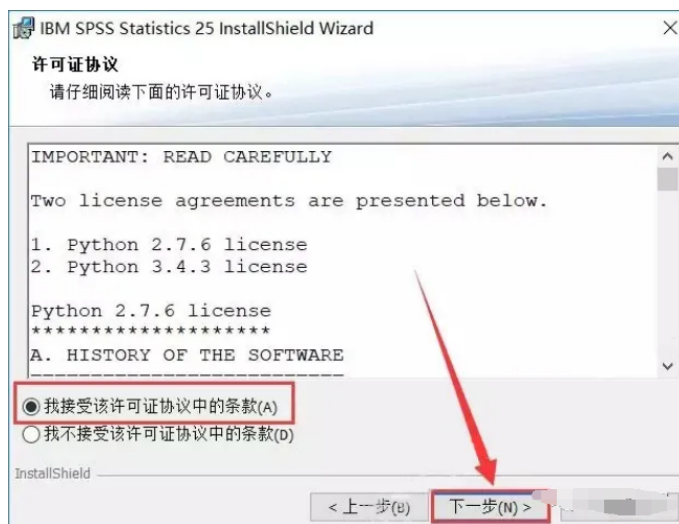 IBM SPSS Statistics 25 InstallShield Wizard
许可证协议
请仔细阅读下面的许可证协议。
IMPORTANT: READ CAREFULLY
Two license agreements are presented below.
1. Python 2.7.6 license
2. Python 3.4.3 license
Python 2.7.6 license
*********************
A. HISTORY OF THE SOFTWARE
==========================
我接受该许可证协议中的条款(A)
我不接受该许可证协议中的条款(D)
InstallShield
< 上一步(B)
下一步(N) >